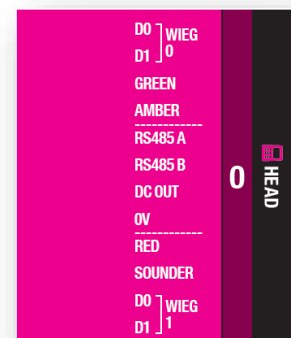 D0 WIEG
D1 0
GREEN
AMBER
RS485 A
RS485 B
DC OUT
0V
RED
SOUNDER
D0 WIEG
D1 1
0
HEAD